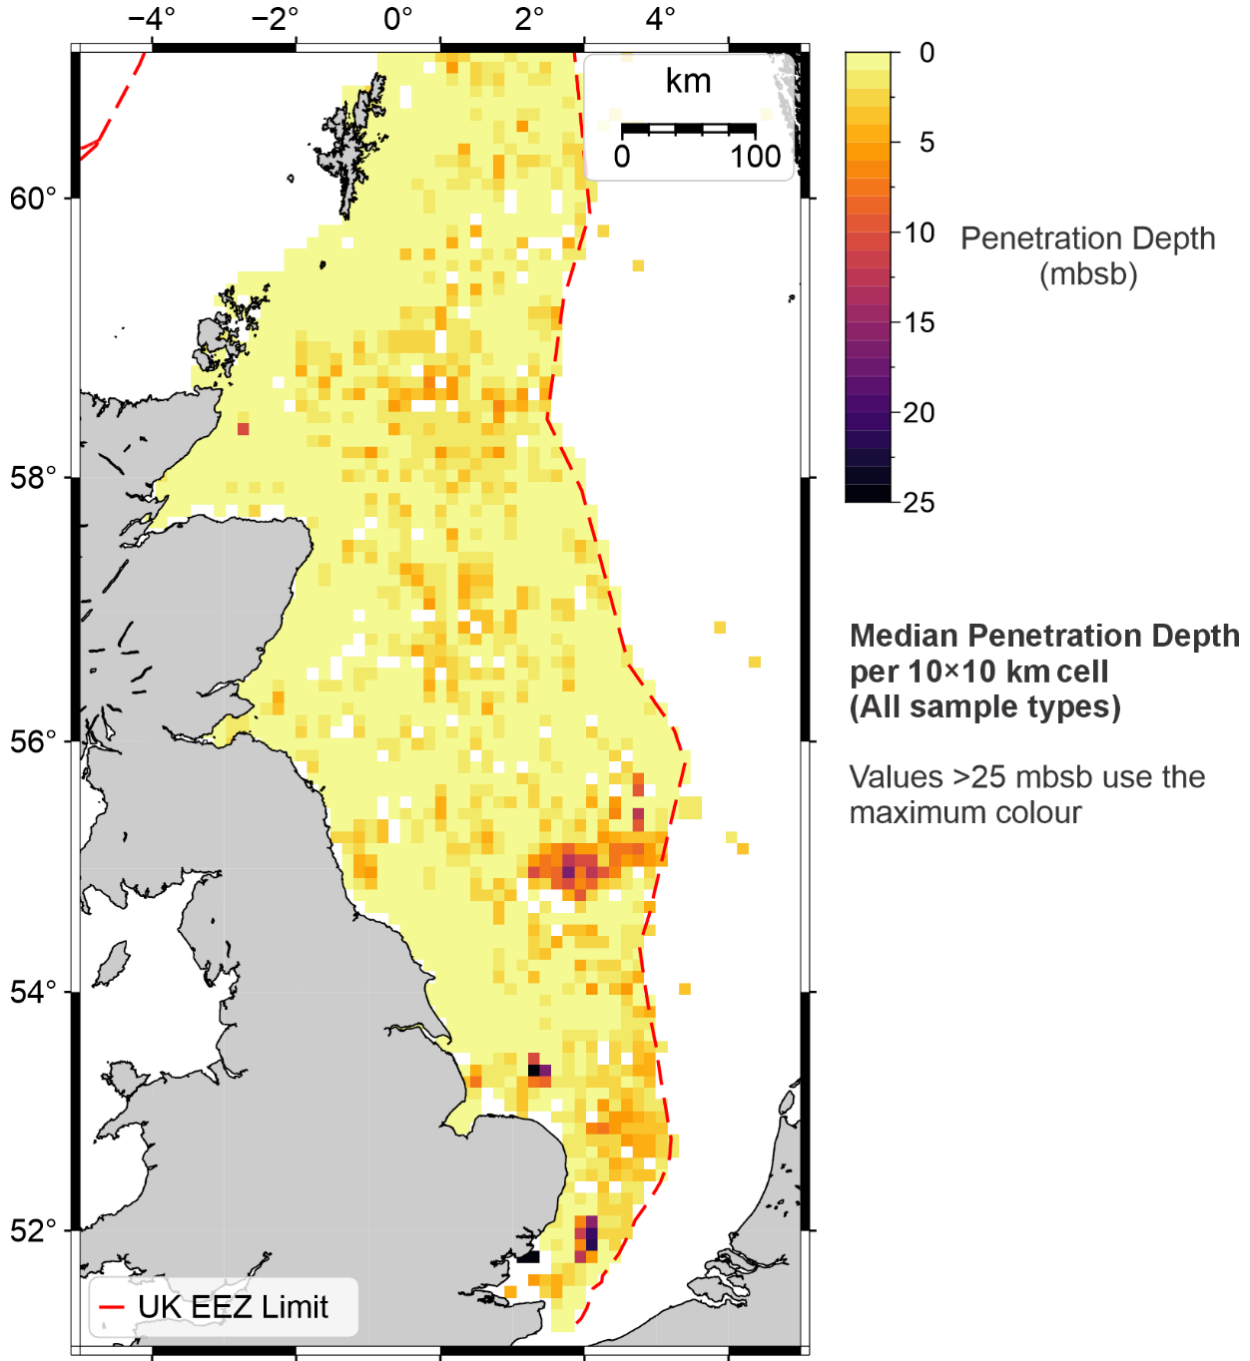 −4° −2° 0° 2° 4°
km
0 100
60°
58°
56°
54°
52°
UK EEZ Limit
0
5
10
15
20
25
Penetration Depth
(mbsb)
Median Penetration Depth
per 10×10 km cell
(All sample types)
Values >25 mbsb use the
maximum colour